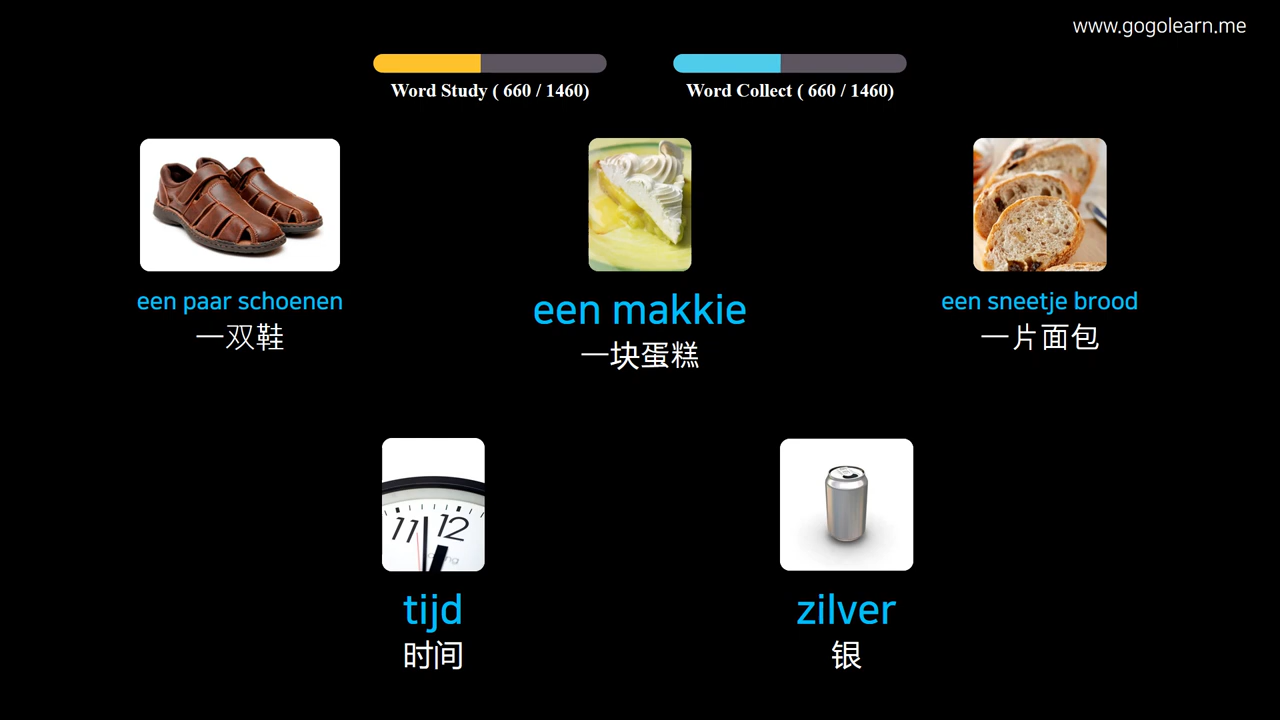 www.gogolearn.me
Word Study ( 660 / 1460)
Word Collect ( 660 / 1460)
een paar schoenen
一双鞋
een makkie
一块蛋糕
een sneetje brood
一片面包
11 12
tijd
时间
zilver
银